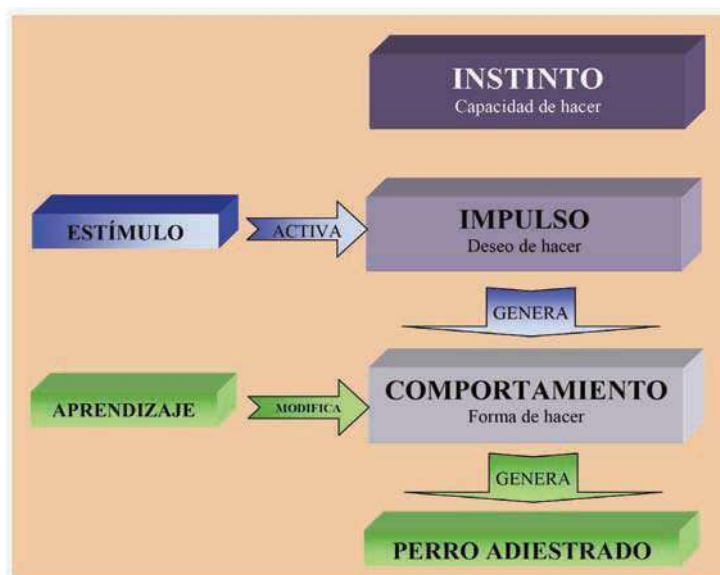 INSTINTO
Capacidad de hacer
ESTÍMULO
ACTIVA
IMPULSO
Deseo de hacer
GENERA
APRENDIZAJE
MODIFICA
COMPORTAMIENTO
Forma de hacer
GENERA
PERRO ADIESTRADO